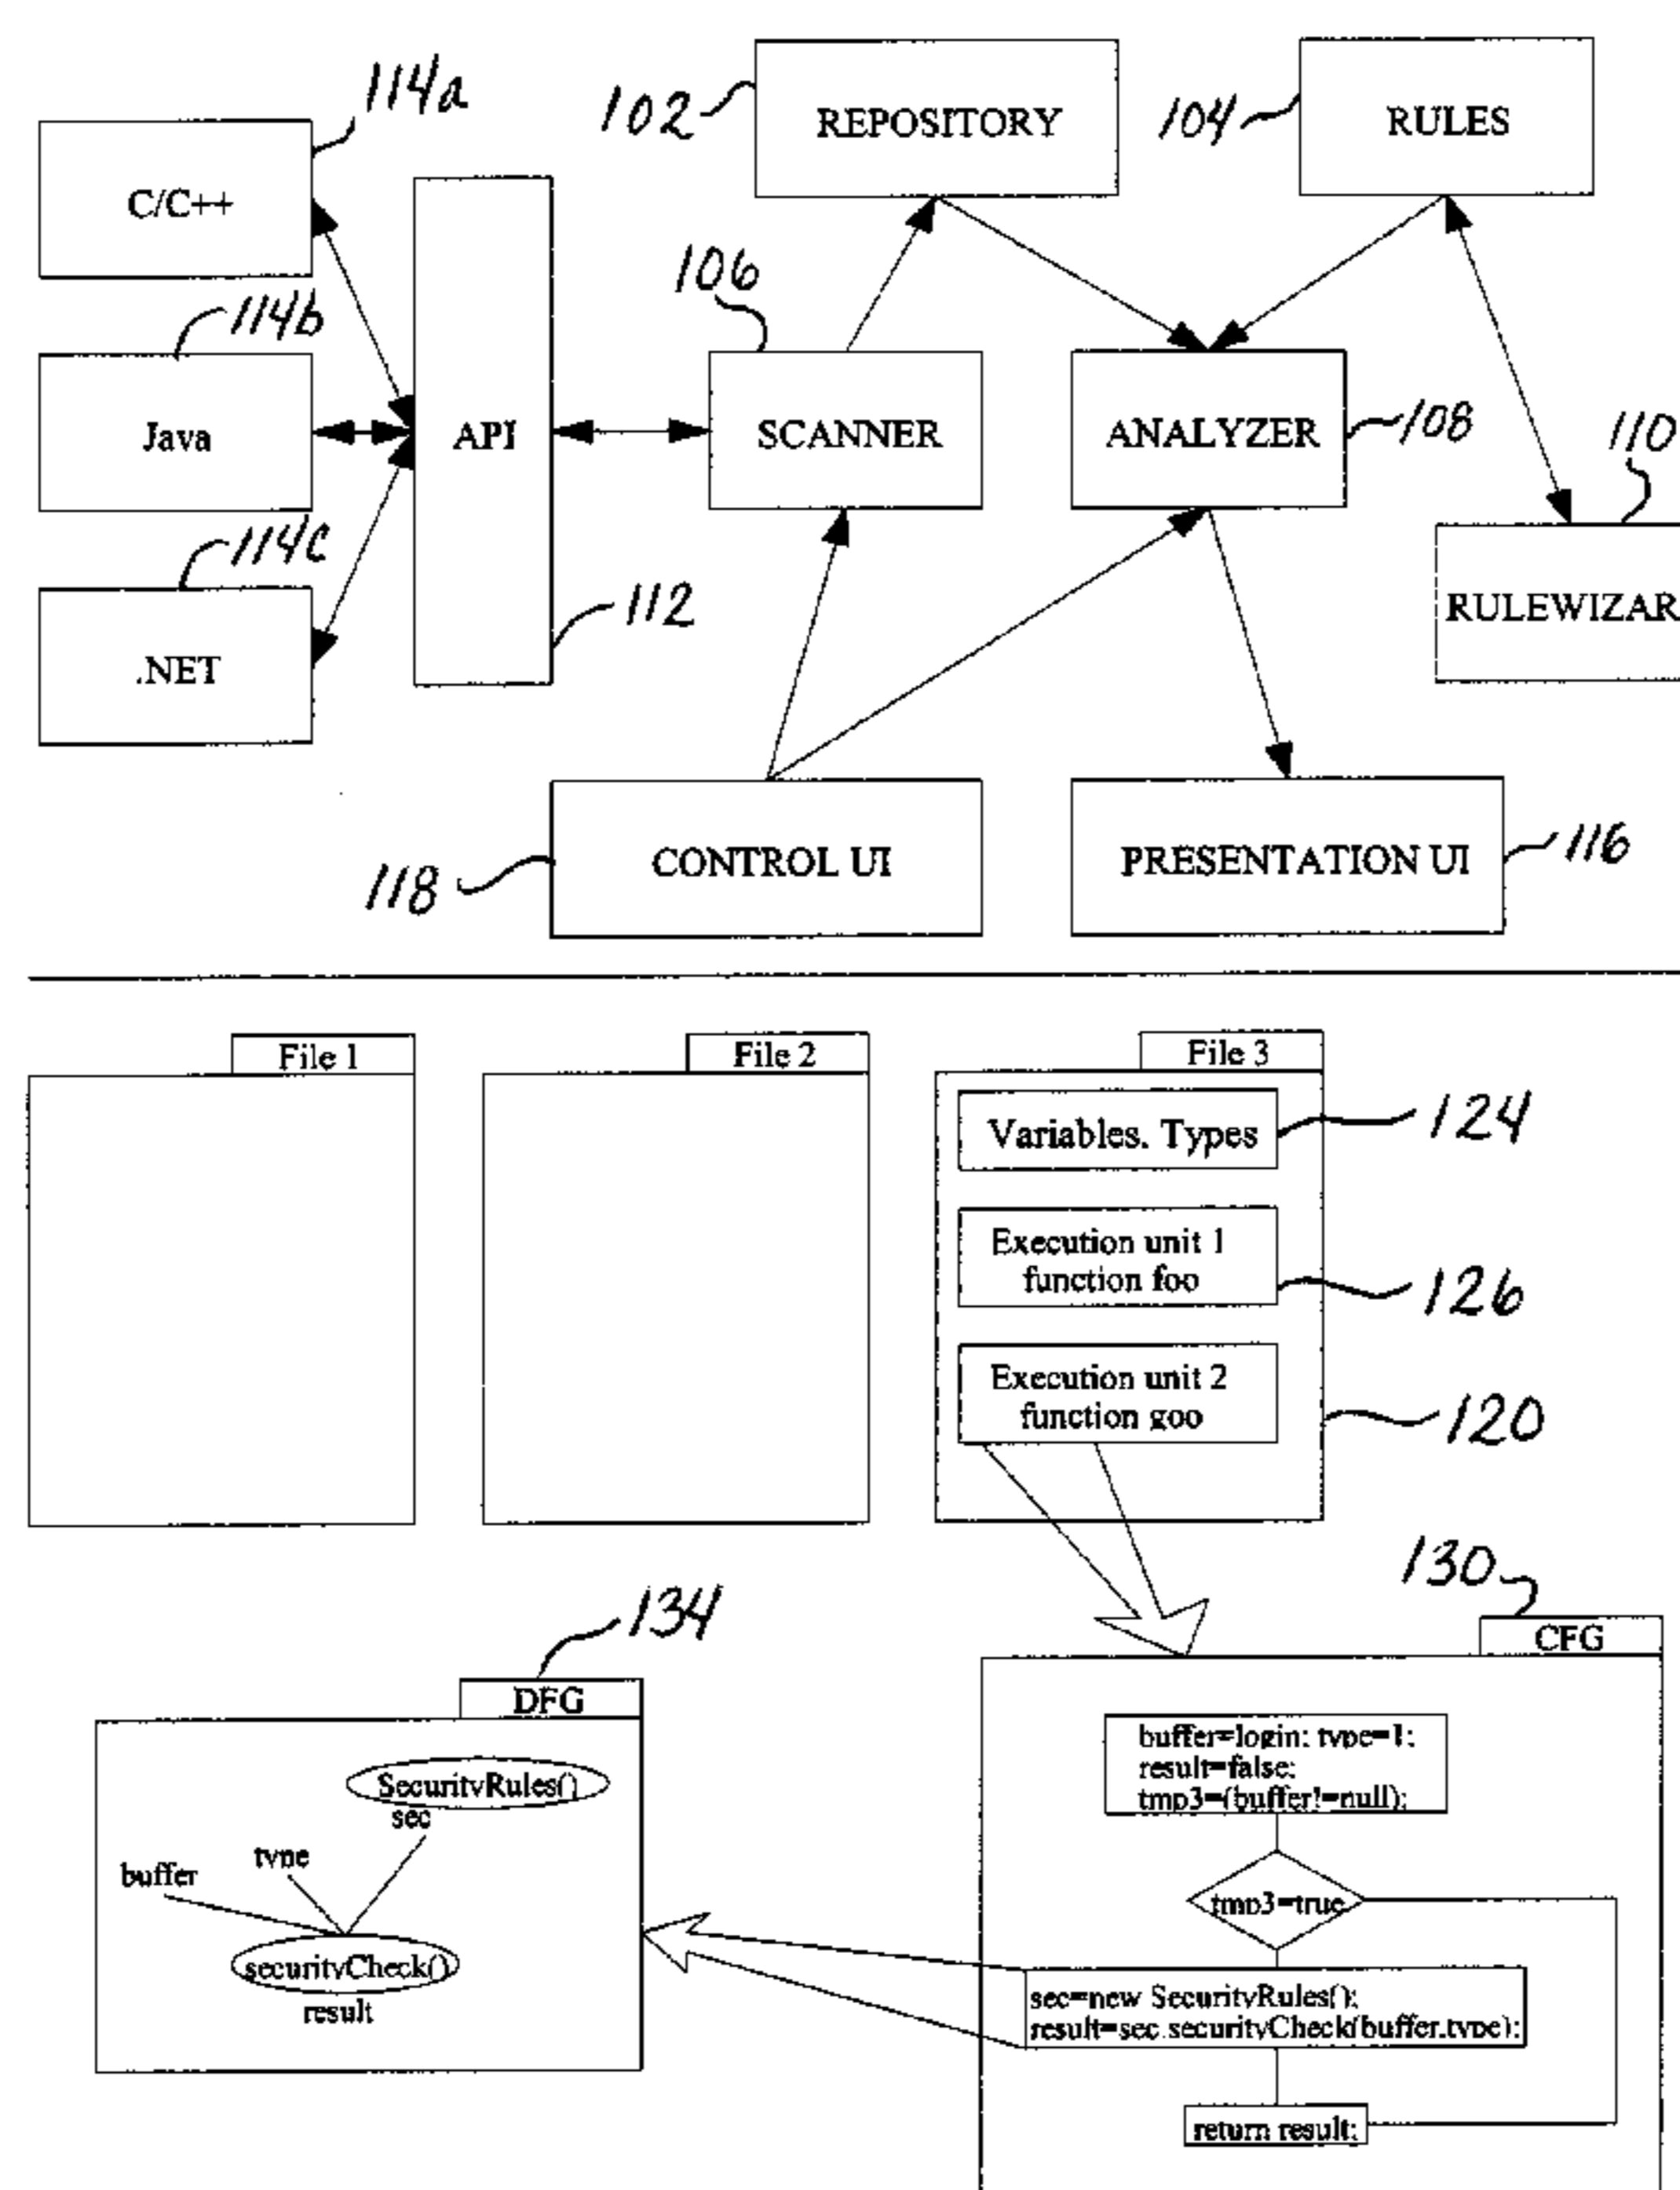 114a
102
REPOSITORY
104
RULES
C/C++
106
114b
Java
API
SCANNER
ANALYZER
108
110
114c
.NET
112
RULEWIZAR
118
CONTROL UI
PRESENTATION UI
116
File 1
File 2
File 3
Variables. Types
124
Execution unit 1
function foo
126
Execution unit 2
function goo
120
130
CFG
134
DFG
SecurityRules()
sec
type
buffer
securityCheck()
result
buffer=login; type=1;
result=false;
tmp3=(buffer!=null);
tmp3=true
sec=new SecurityRules();
result=sec.securityCheck(buffer.type);
return result;